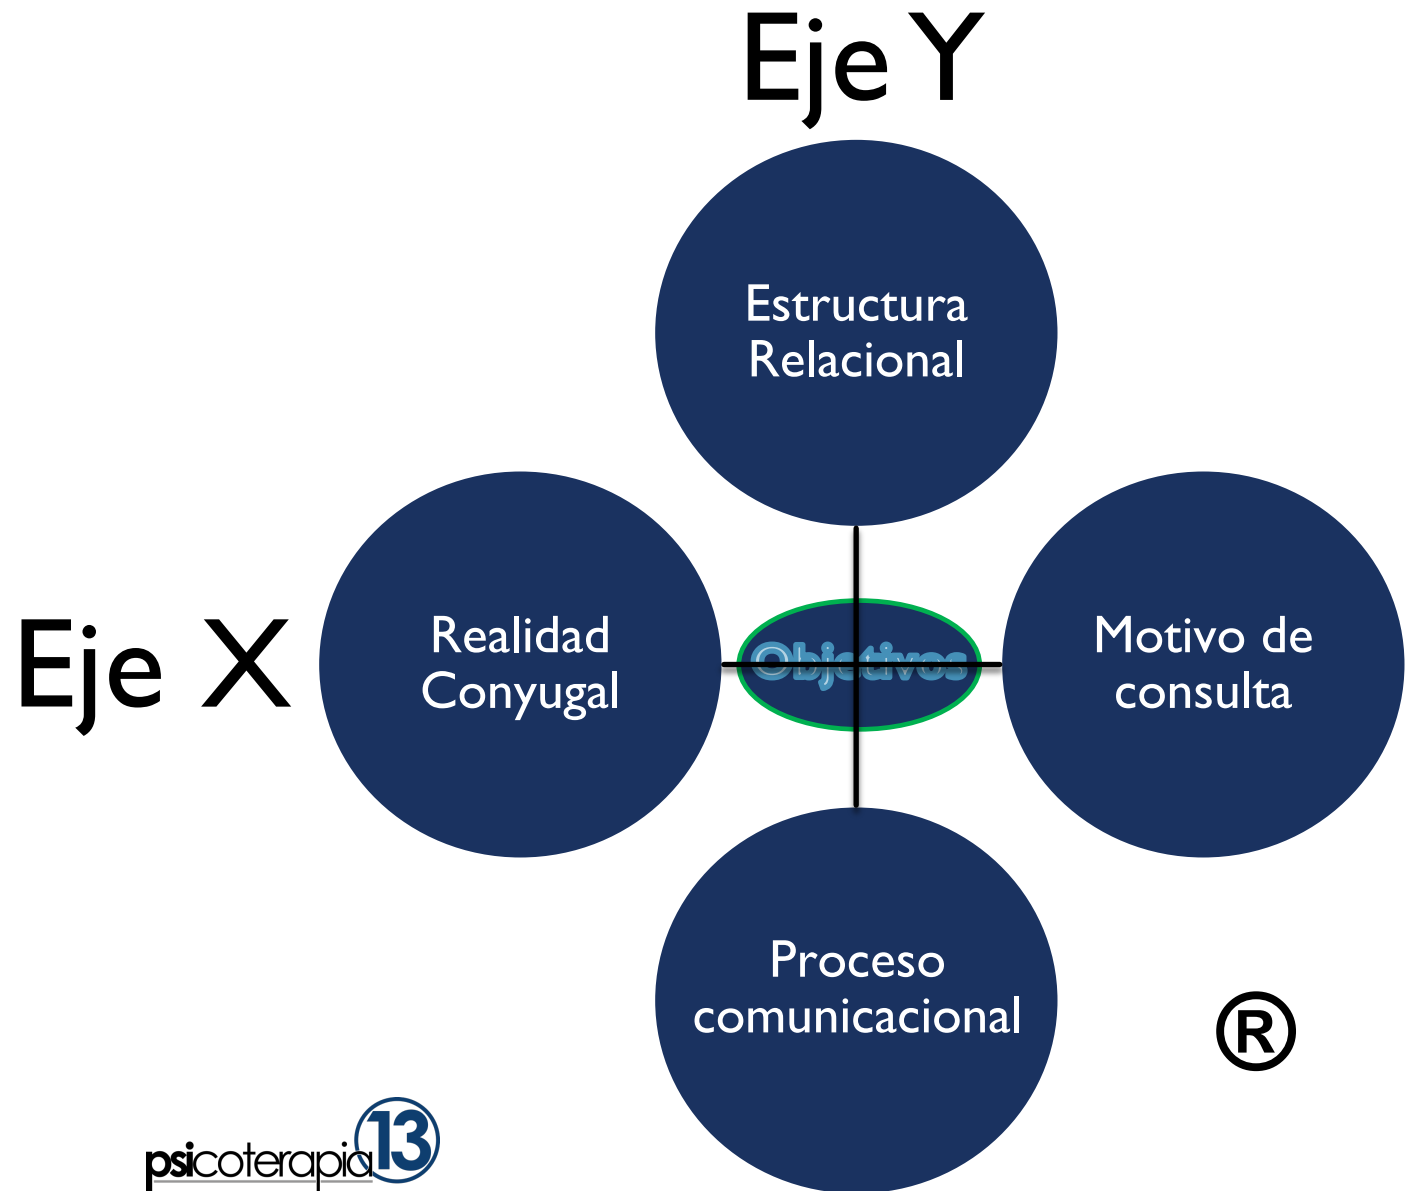 Eje Y
Estructura
Relacional
Eje X
Realidad
Conyugal
Objetivos
Motivo de
consulta
Proceso
comunicacional
®
psicoterapia 13